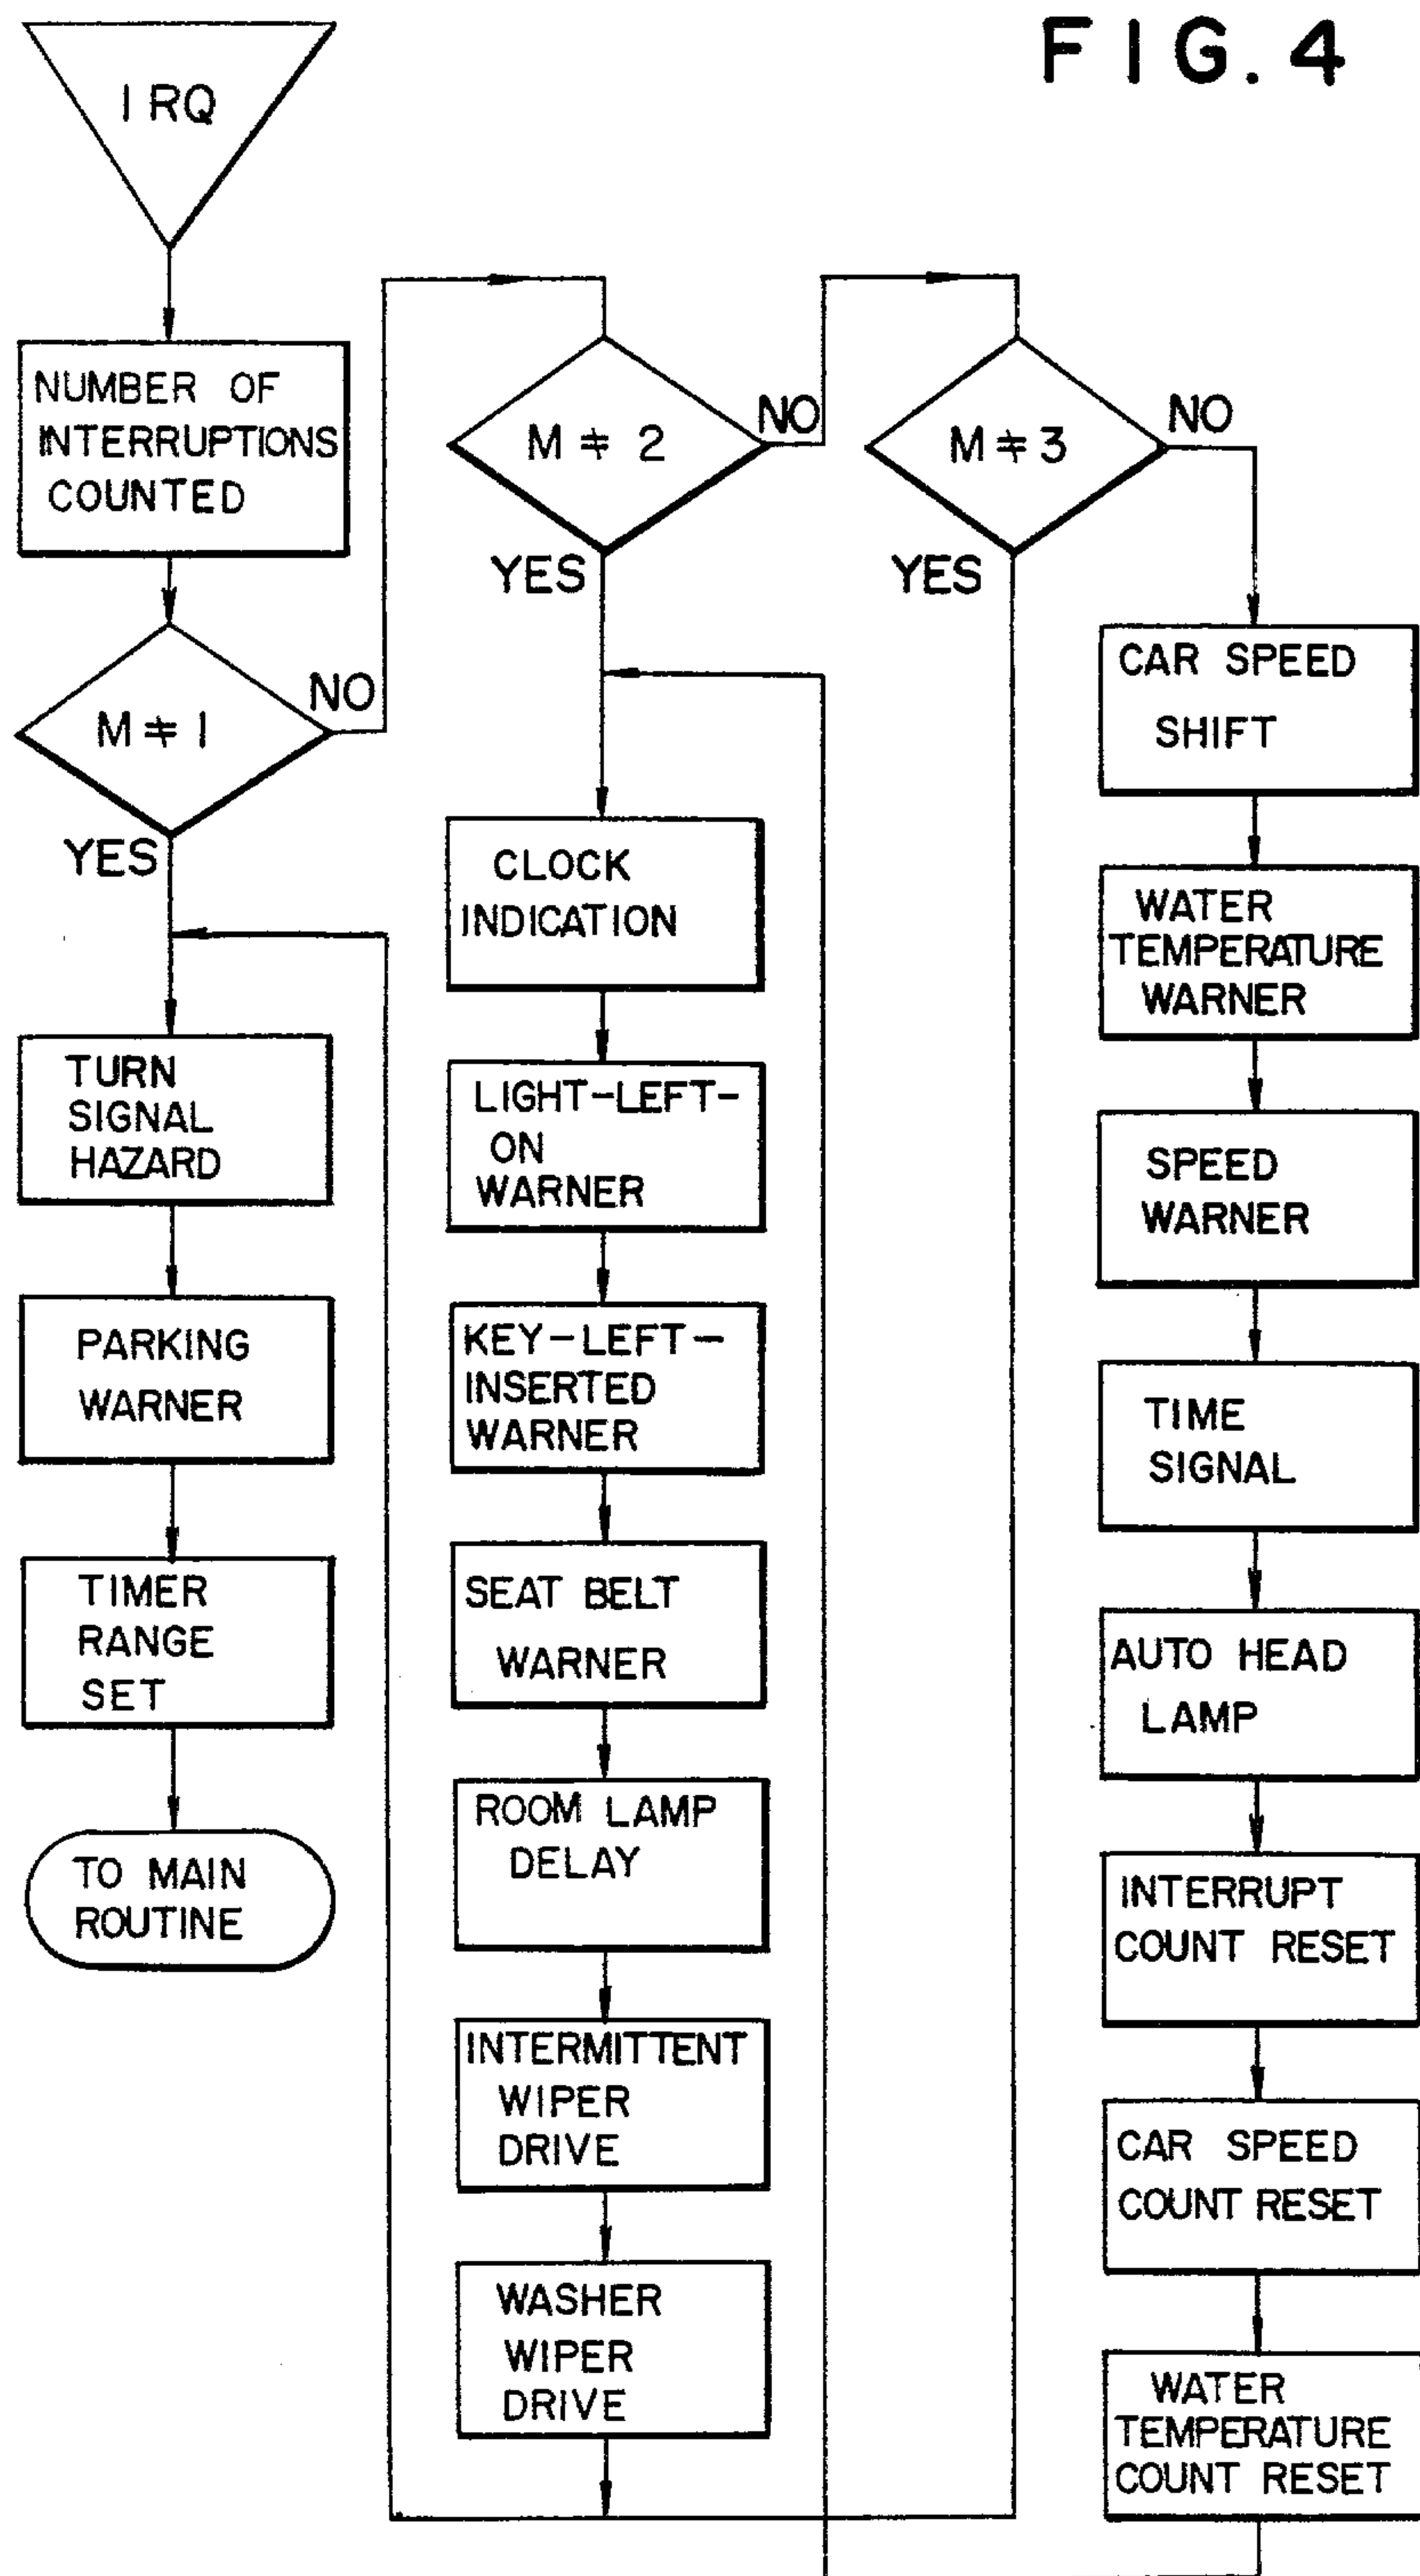 FIG. 4
IRQ
NUMBER OF
INTERRUPTIONS
COUNTED
M ≠ 1
NO
YES
TURN
SIGNAL
HAZARD
PARKING
WARNER
TIMER
RANGE
SET
TO MAIN
ROUTINE
M ≠ 2
NO
YES
CLOCK
INDICATION
LIGHT-LEFT-
ON
WARNER
KEY-LEFT-
INSERTED
WARNER
SEAT BELT
WARNER
ROOM LAMP
DELAY
INTERMITTENT
WIPER
DRIVE
WASHER
WIPER
DRIVE
M ≠ 3
NO
YES
CAR SPEED
SHIFT
WATER
TEMPERATURE
WARNER
SPEED
WARNER
TIME
SIGNAL
AUTO HEAD
LAMP
INTERRUPT
COUNT RESET
CAR SPEED
COUNT RESET
WATER
TEMPERATURE
COUNT RESET